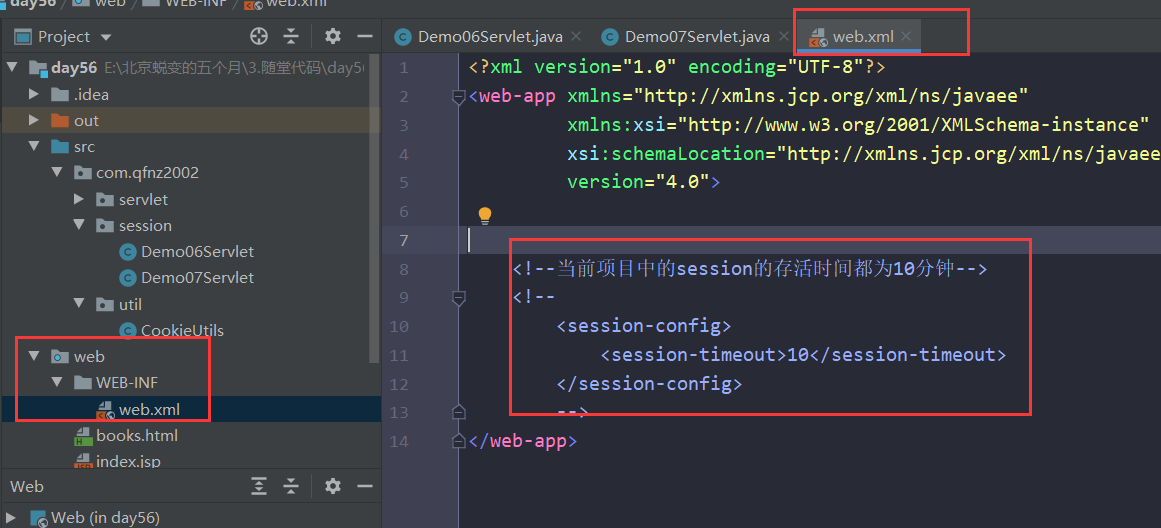 day56 / web / WEB-INF / web.xml
Project
Demo06Servlet.java
Demo07Servlet.java
web.xml
day56 E:\北京蜕变的五个月\3.随堂代码\day56
.idea
out
src
com.qfnz2002
servlet
session
Demo06Servlet
Demo07Servlet
util
CookieUtils
web
WEB-INF
web.xml
books.html
index.jsp
Web
Web (in day56)
1 <?xml version="1.0" encoding="UTF-8"?>
2 <web-app xmlns="http://xmlns.jcp.org/xml/ns/javaee"
3 xmlns:xsi="http://www.w3.org/2001/XMLSchema-instance"
4 xsi:schemaLocation="http://xmlns.jcp.org/xml/ns/javaee
5 version="4.0">
6
7
8 <!--当前项目中的session的存活时间都为10分钟-->
9 <!--
10 <session-config>
11 <session-timeout>10</session-timeout>
12 </session-config>
13 -->
14 </web-app>